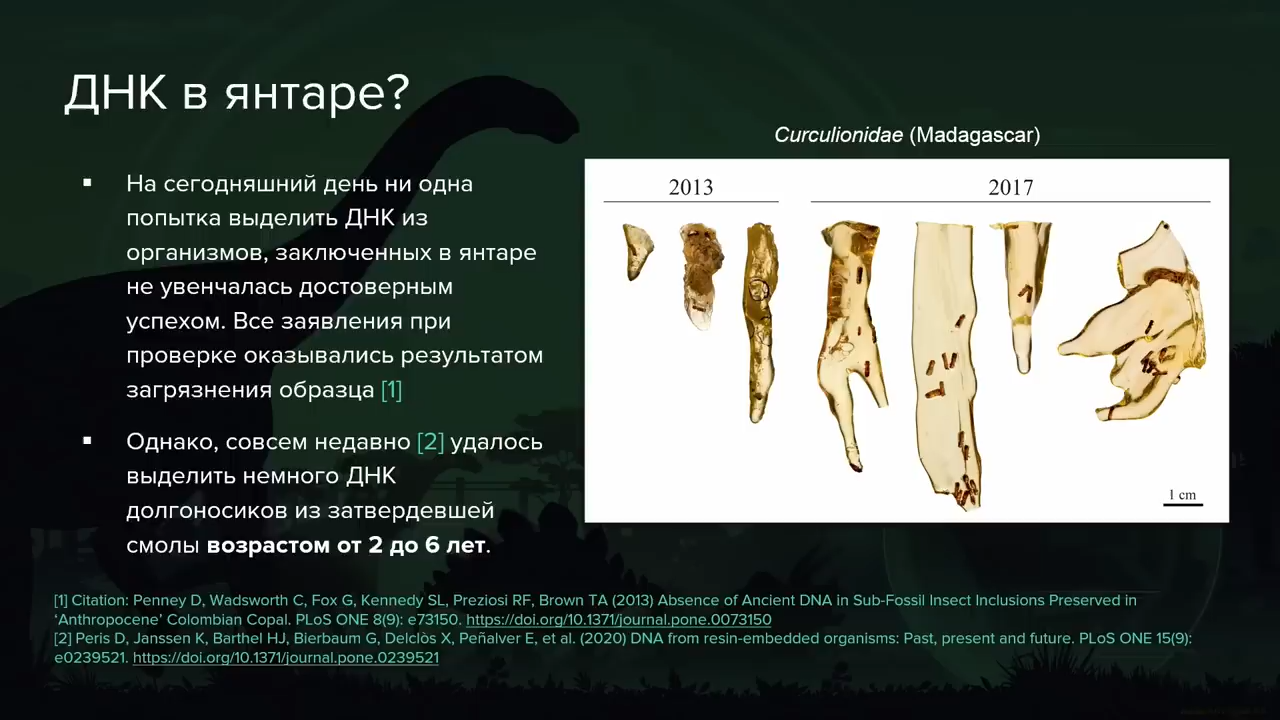 ДНК в янтаре?
▪ На сегодняшний день ни одна
попытка выделить ДНК из
организмов, заключенных в янтаре
не увенчалась достоверным
успехом. Все заявления при
проверке оказывались результатом
загрязнения образца [1]
▪ Однако, совсем недавно [2] удалось
выделить немного ДНК
долгоносиков из затвердевшей
смолы возрастом от 2 до 6 лет.
Curculionidae (Madagascar)
2013
2017
1 cm
[1] Citation: Penney D, Wadsworth C, Fox G, Kennedy SL, Preziosi RF, Brown TA (2013) Absence of Ancient DNA in Sub-Fossil Insect Inclusions Preserved in
‘Anthropocene’ Colombian Copal. PLoS ONE 8(9): e73150. https://doi.org/10.1371/journal.pone.0073150
[2] Peris D, Janssen K, Barthel HJ, Bierbaum G, Delclòs X, Peñalver E, et al. (2020) DNA from resin-embedded organisms: Past, present and future. PLoS ONE 15(9):
e0239521. https://doi.org/10.1371/journal.pone.0239521